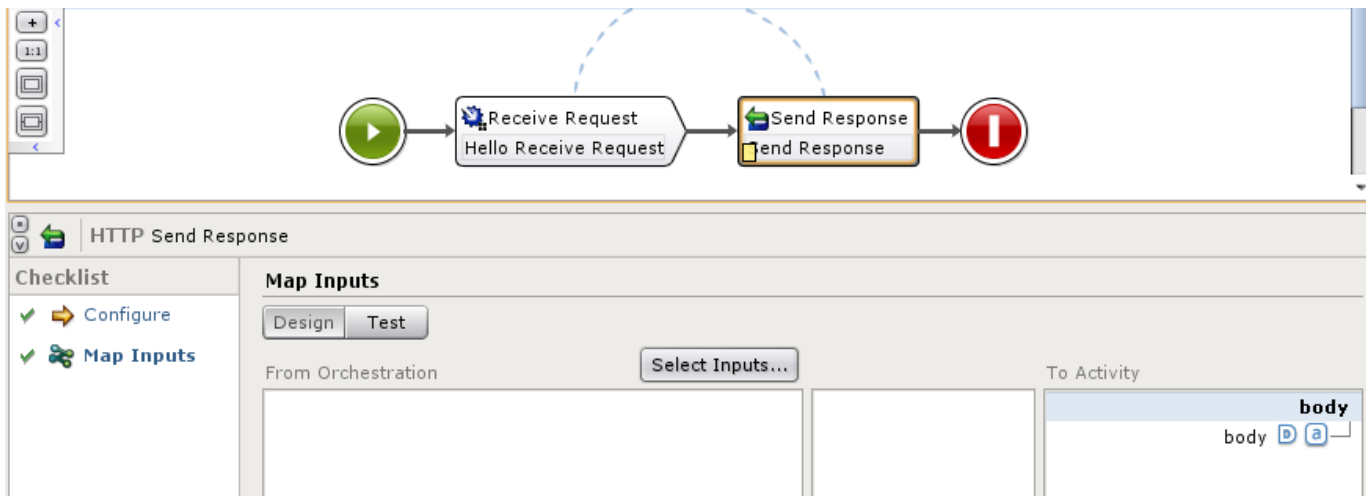 1:1
Receive Request
Hello Receive Request
Send Response
Send Response
HTTP Send Response
Checklist
Configure
Map Inputs
Map Inputs
Design
Test
From Orchestration
Select Inputs...
To Activity
body
body D a